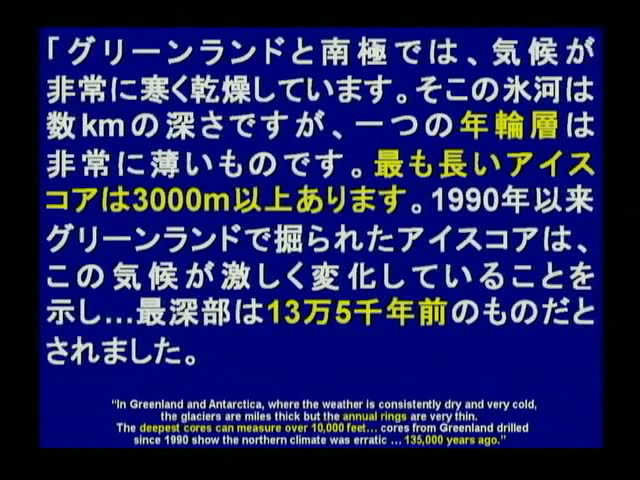 「グリーンランドと南極では、気候が
非常に寒く乾燥しています。そこの氷河は
数kmの深さですが、一つの年輪層は
非常に薄いものです。最も長いアイス
コアは3000m以上あります。1990年以来
グリーンランドで掘られたアイスコアは、
この気候が激しく変化していることを
示し...最深部は13万5千年前のものだと
されました。
“In Greenland and Antarctica, where the weather is consistently dry and very cold,
the glaciers are miles thick but the annual rings are very thin.
The deepest cores can measure over 10,000 feet... cores from Greenland drilled
since 1990 show the northern climate was erratic ... 135,000 years ago.”